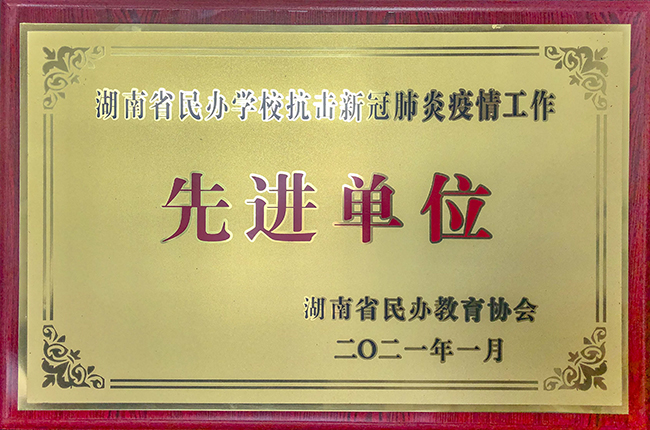 湖南省民办学校抗击新冠肺炎疫情工作
先进单位
湖南省民办教育协会
二〇二一年一月